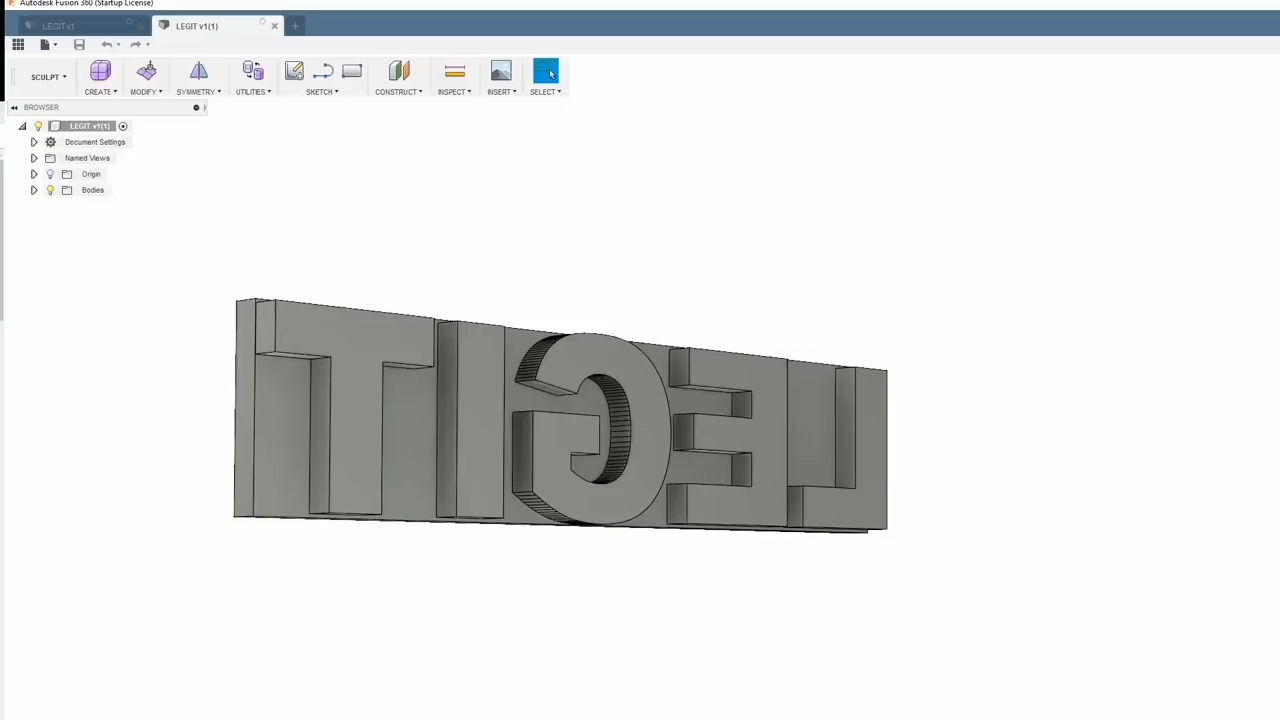 Autodesk Fusion 360 (Startup License)
LEGIT v1
LEGIT v1(1)
SCULPT
CREATE
MODIFY
SYMMETRY
UTILITIES
SKETCH
CONSTRUCT
INSPECT
INSERT
SELECT
BROWSER
LEGIT v1(1)
Document Settings
Named Views
Origin
Bodies
LEGIT